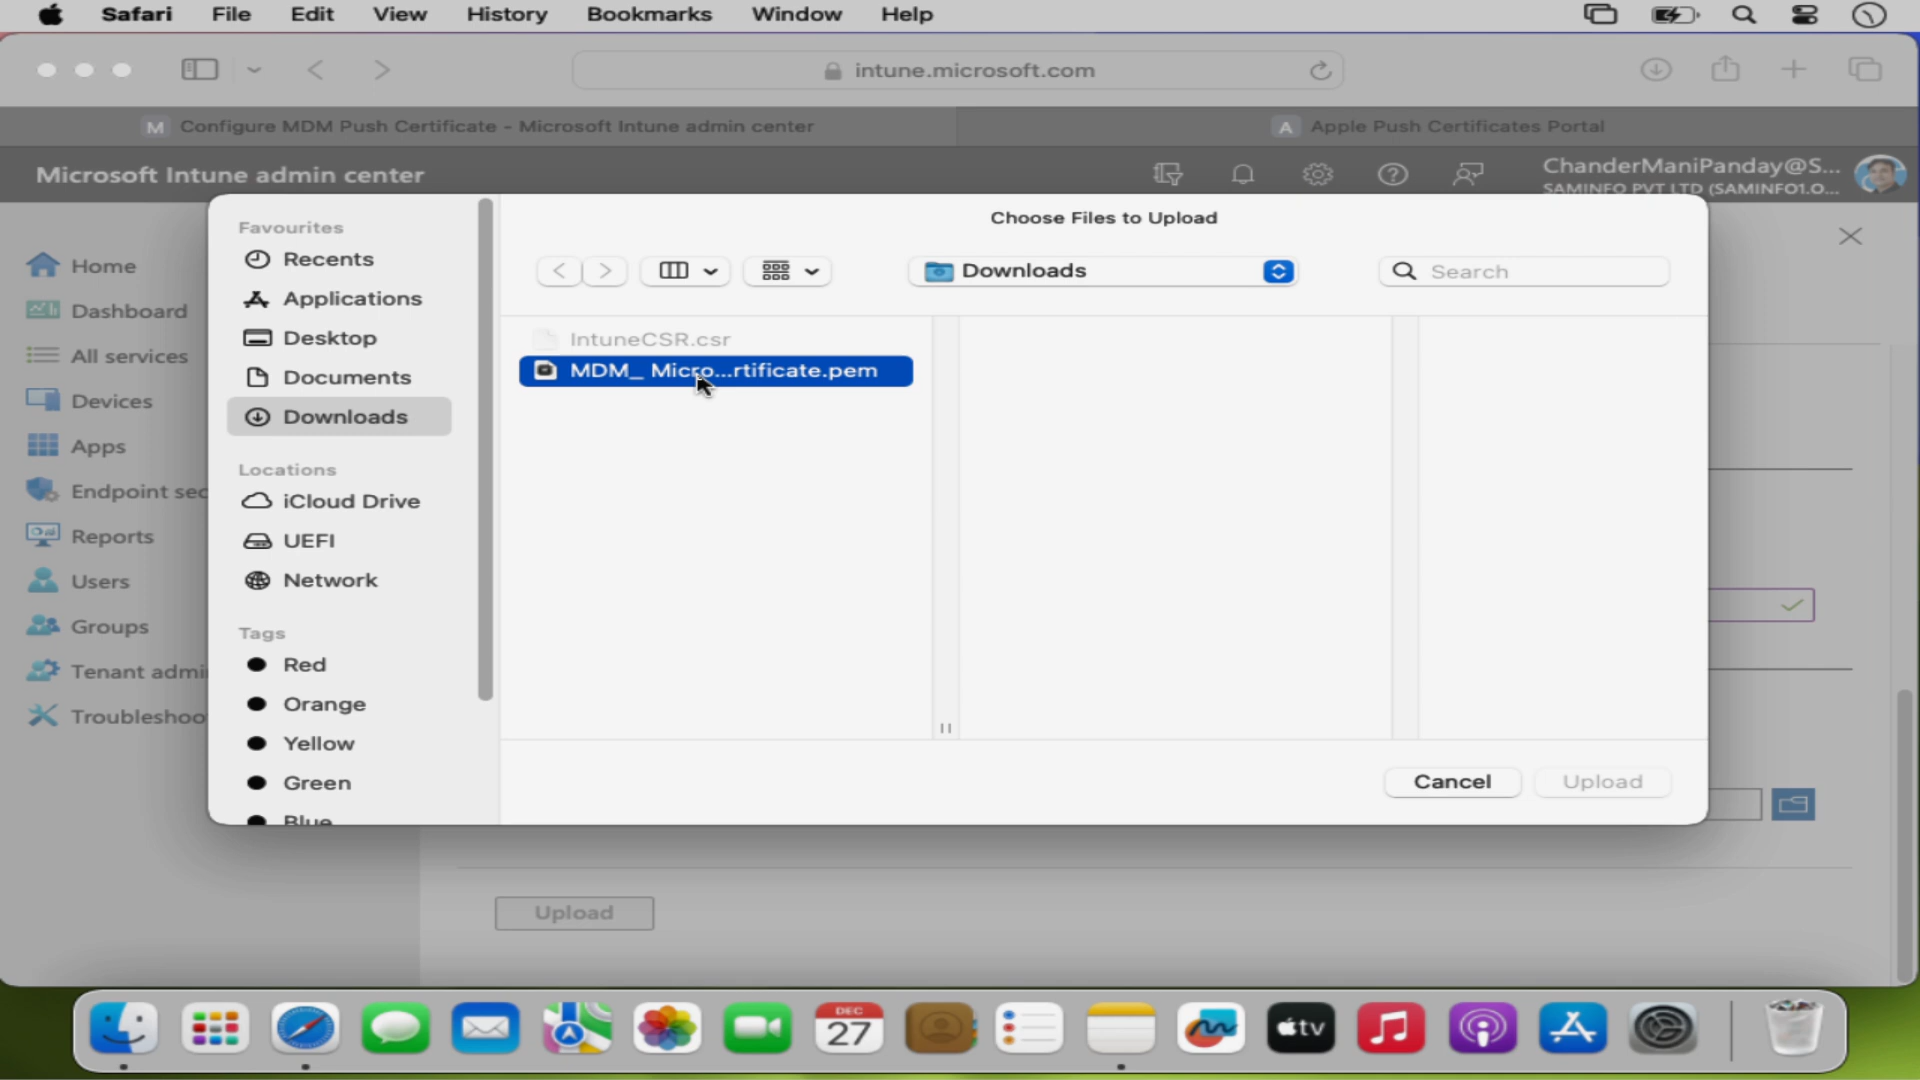 Safari File Edit View History Bookmarks Window Help
intune.microsoft.com
M Configure MDM Push Certificate - Microsoft Intune admin center
A Apple Push Certificates Portal
Microsoft Intune admin center
ChanderManiPanday@S...
SAMINFO PVT LTD (SAMINFO1.O...
Home
Dashboard
All services
Devices
Apps
Endpoint sec
Reports
Users
Groups
Tenant admi
Troubleshoo
Favourites
Recents
Applications
Desktop
Documents
Downloads
Locations
iCloud Drive
UEFI
Network
Tags
Red
Orange
Yellow
Green
Blue
Choose Files to Upload
Downloads
Search
IntuneCSR.csr
MDM_ Micro...rtificate.pem
Cancel Upload
Upload
DEC
27
tv